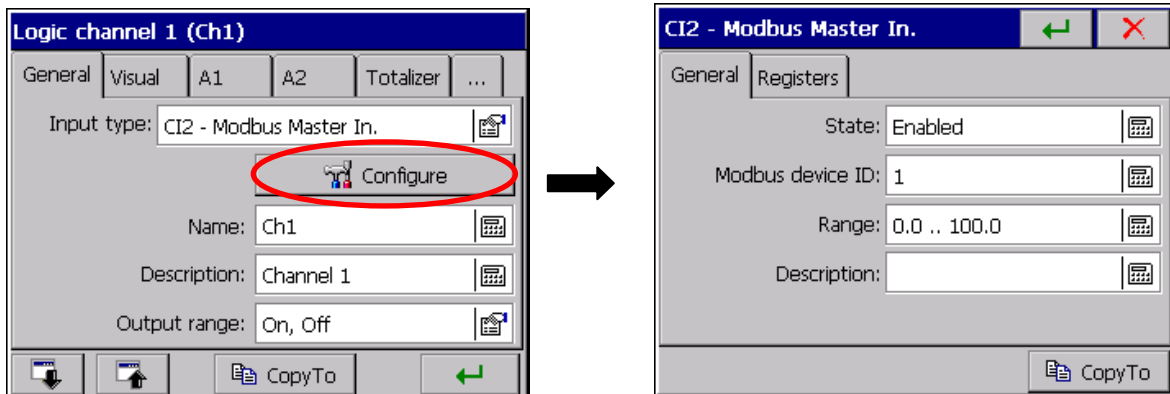 Logic channel 1 (Ch1)
General Visual A1 A2 Totalizer ...
Input type: CI2 - Modbus Master In.
Configure
Name: Ch1
Description: Channel 1
Output range: On, Off
CopyTo
CI2 - Modbus Master In.
General Registers
State: Enabled
Modbus device ID: 1
Range: 0.0 .. 100.0
Description:
CopyTo